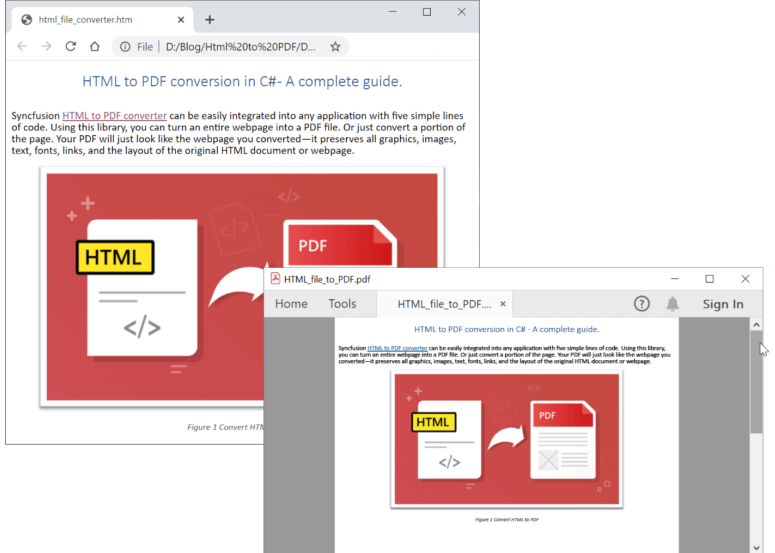 html_file_converter.htm
File | D:/Blog/Html%20to%20PDF/D...
HTML to PDF conversion in C#- A complete guide.
Syncfusion HTML to PDF converter can be easily integrated into any application with five simple lines
of code. Using this library, you can turn an entire webpage into a PDF file. Or just convert a portion of
the page. Your PDF will just look like the webpage you converted—it preserves all graphics, images,
text, fonts, links, and the layout of the original HTML document or webpage.
</>
HTML
</>
PDF
</>
Figure 1 Convert HTM
HTML_file_to_PDF.pdf
Home Tools HTML_file_to_PDF.... × ? Sign In
HTML to PDF conversion in C# - A complete guide.
Syncfusion HTML to PDF converter can be easily integrated into any application with five simple lines of code. Using this library,
you can turn an entire webpage into a PDF file. Or just convert a portion of the page. Your PDF will just look like the webpage you
converted—it preserves all graphics, images, text, fonts, links, and the layout of the original HTML document or webpage.
</>
HTML
</>
PDF
Figure 1 Convert HTML to PDF